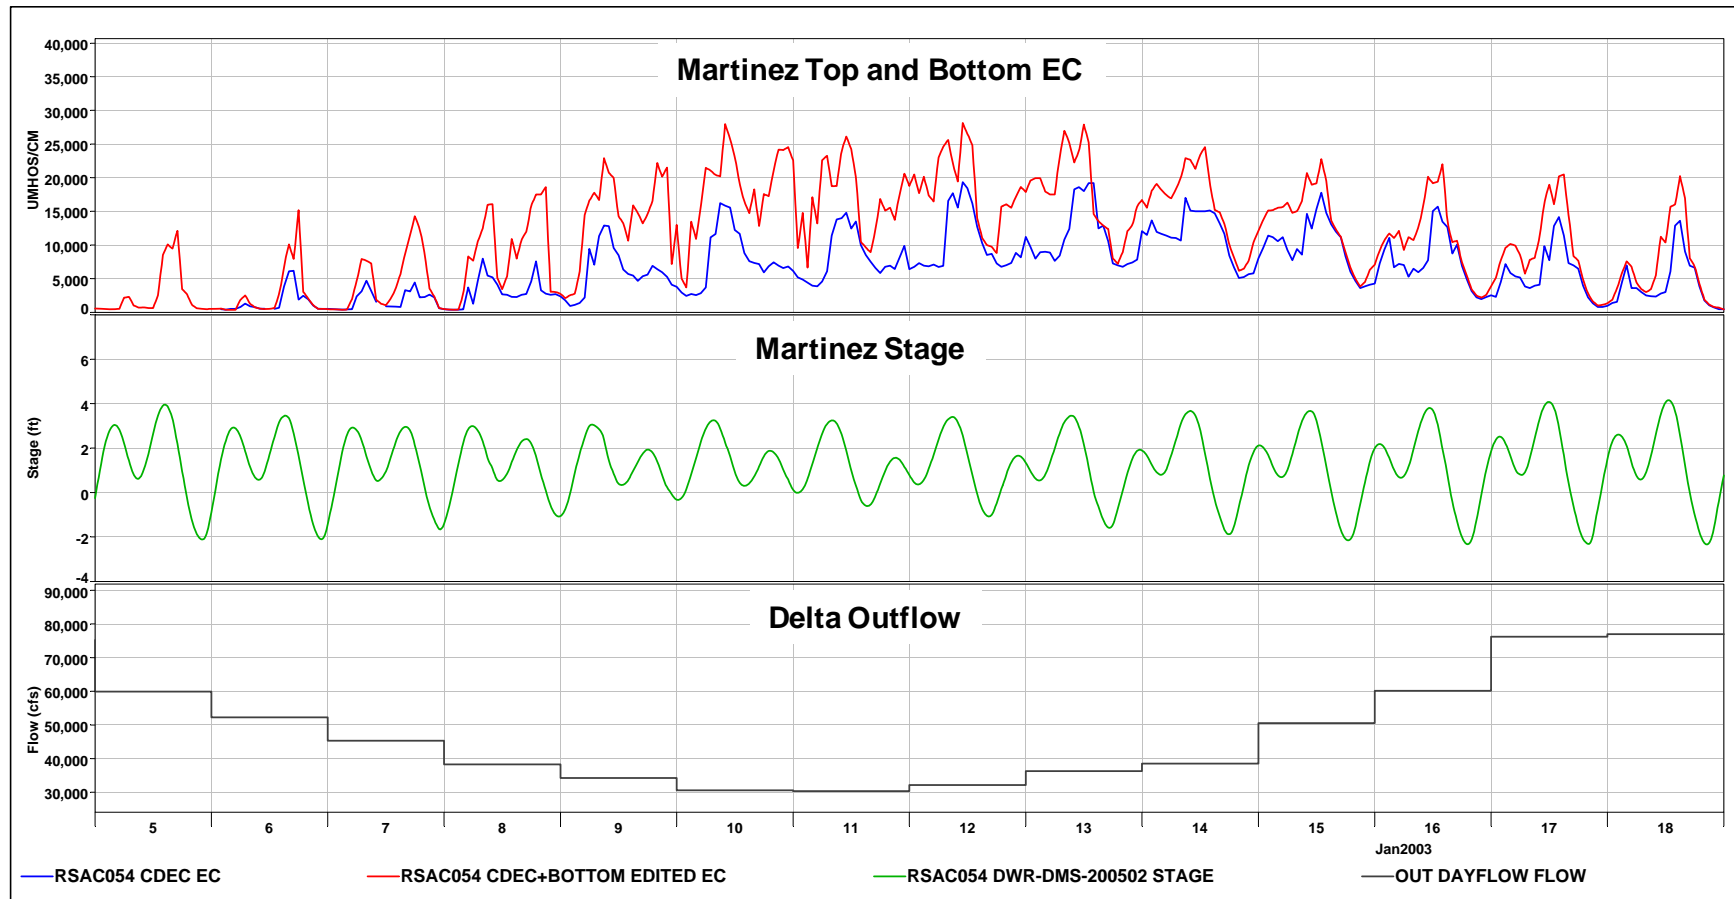 Martinez Top and Bottom EC
40,000
35,000
30,000
25,000
20,000
15,000
10,000
5,000
0
UMHOS/CM
Martinez Stage
6
4
2
0
-2
-4
Stage (ft)
Delta Outflow
90,000
80,000
70,000
60,000
50,000
40,000
30,000
Flow (cfs)
5 6 7 8 9 10 11 12 13 14 15 16 17 18
Jan2003
RSAC054 CDEC EC RSAC054 CDEC+BOTTOM EDITED EC RSAC054 DWR-DMS-200502 STAGE OUT DAYFLOW FLOW